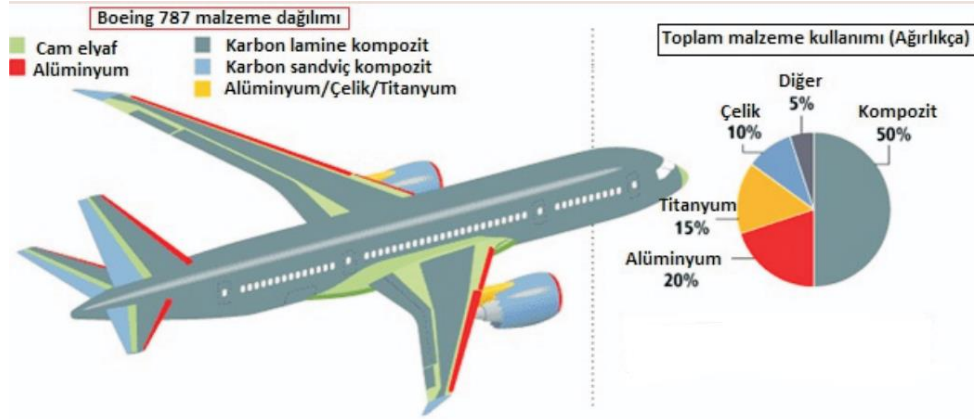 Boeing 787 malzeme dağılımı
Cam elyaf
Alüminyum
Karbon lamine kompozit
Karbon sandviç kompozit
Alüminyum/Çelik/Titanyum
Toplam malzeme kullanımı (Ağırlıkça)
Diğer
5%
Çelik
10%
Kompozit
50%
Titanyum
15%
Alüminyum
20%